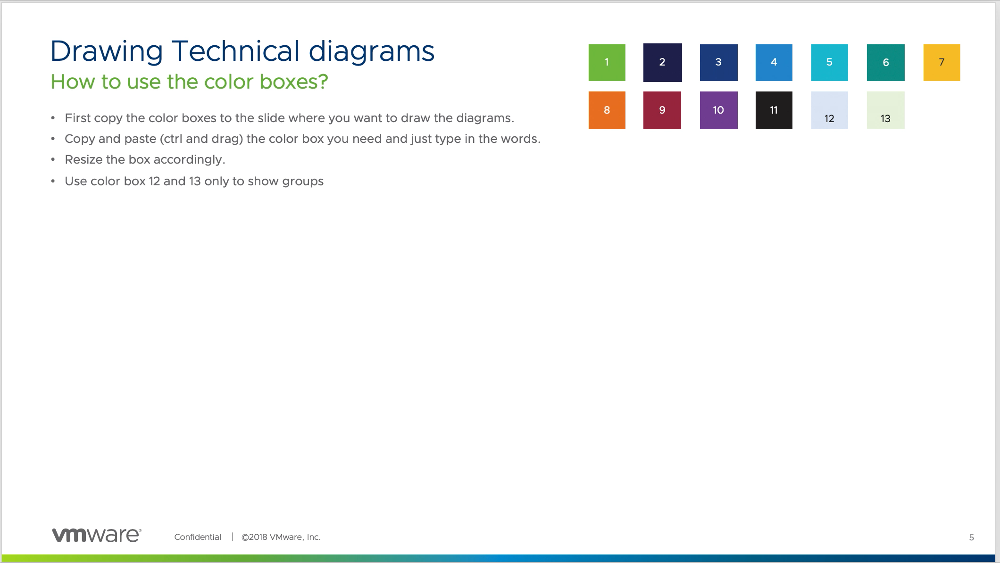 Drawing Technical diagrams
How to use the color boxes?
• First copy the color boxes to the slide where you want to draw the diagrams.
• Copy and paste (ctrl and drag) the color box you need and just type in the words.
• Resize the box accordingly.
• Use color box 12 and 13 only to show groups
1 2 3 4 5 6 7
8 9 10 11 12 13
vmware®
Confidential | ©2018 VMware, Inc.
5